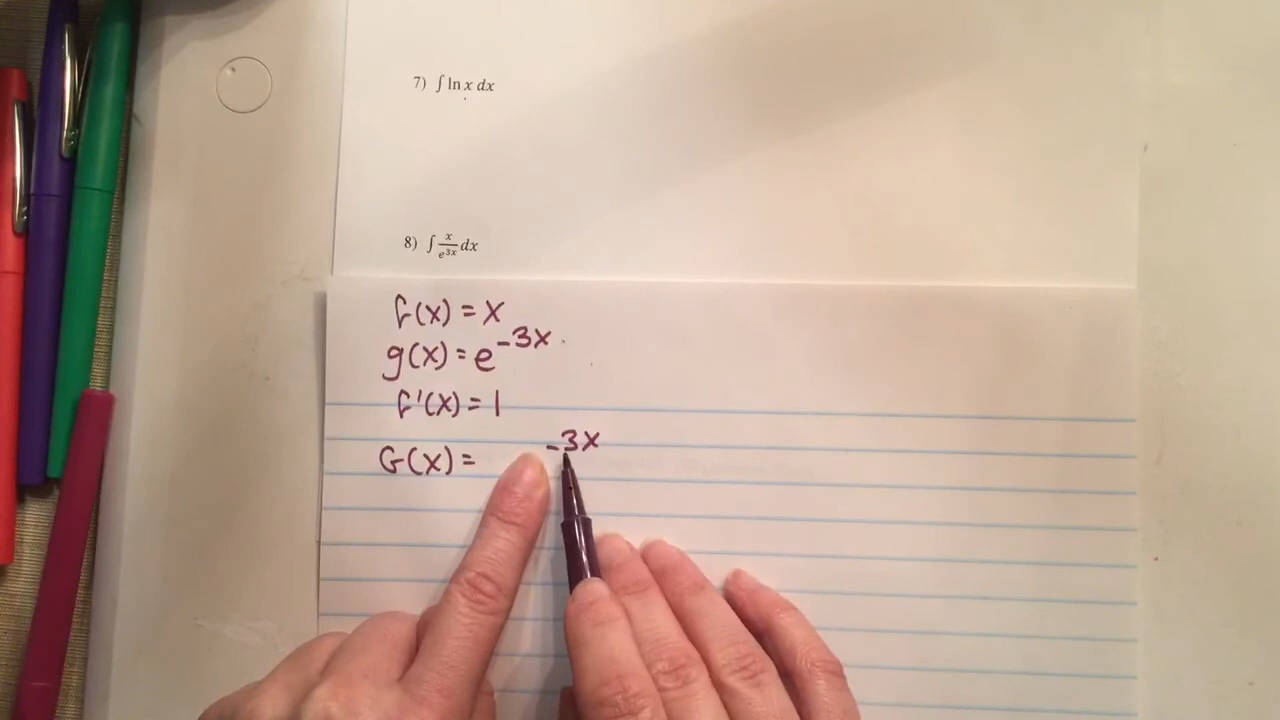 7) ∫ ln x dx
8) ∫ x/e^{3x} dx
f(x) = x
g(x) = e^{-3x}
f'(x) = 1
G(x) = -3x